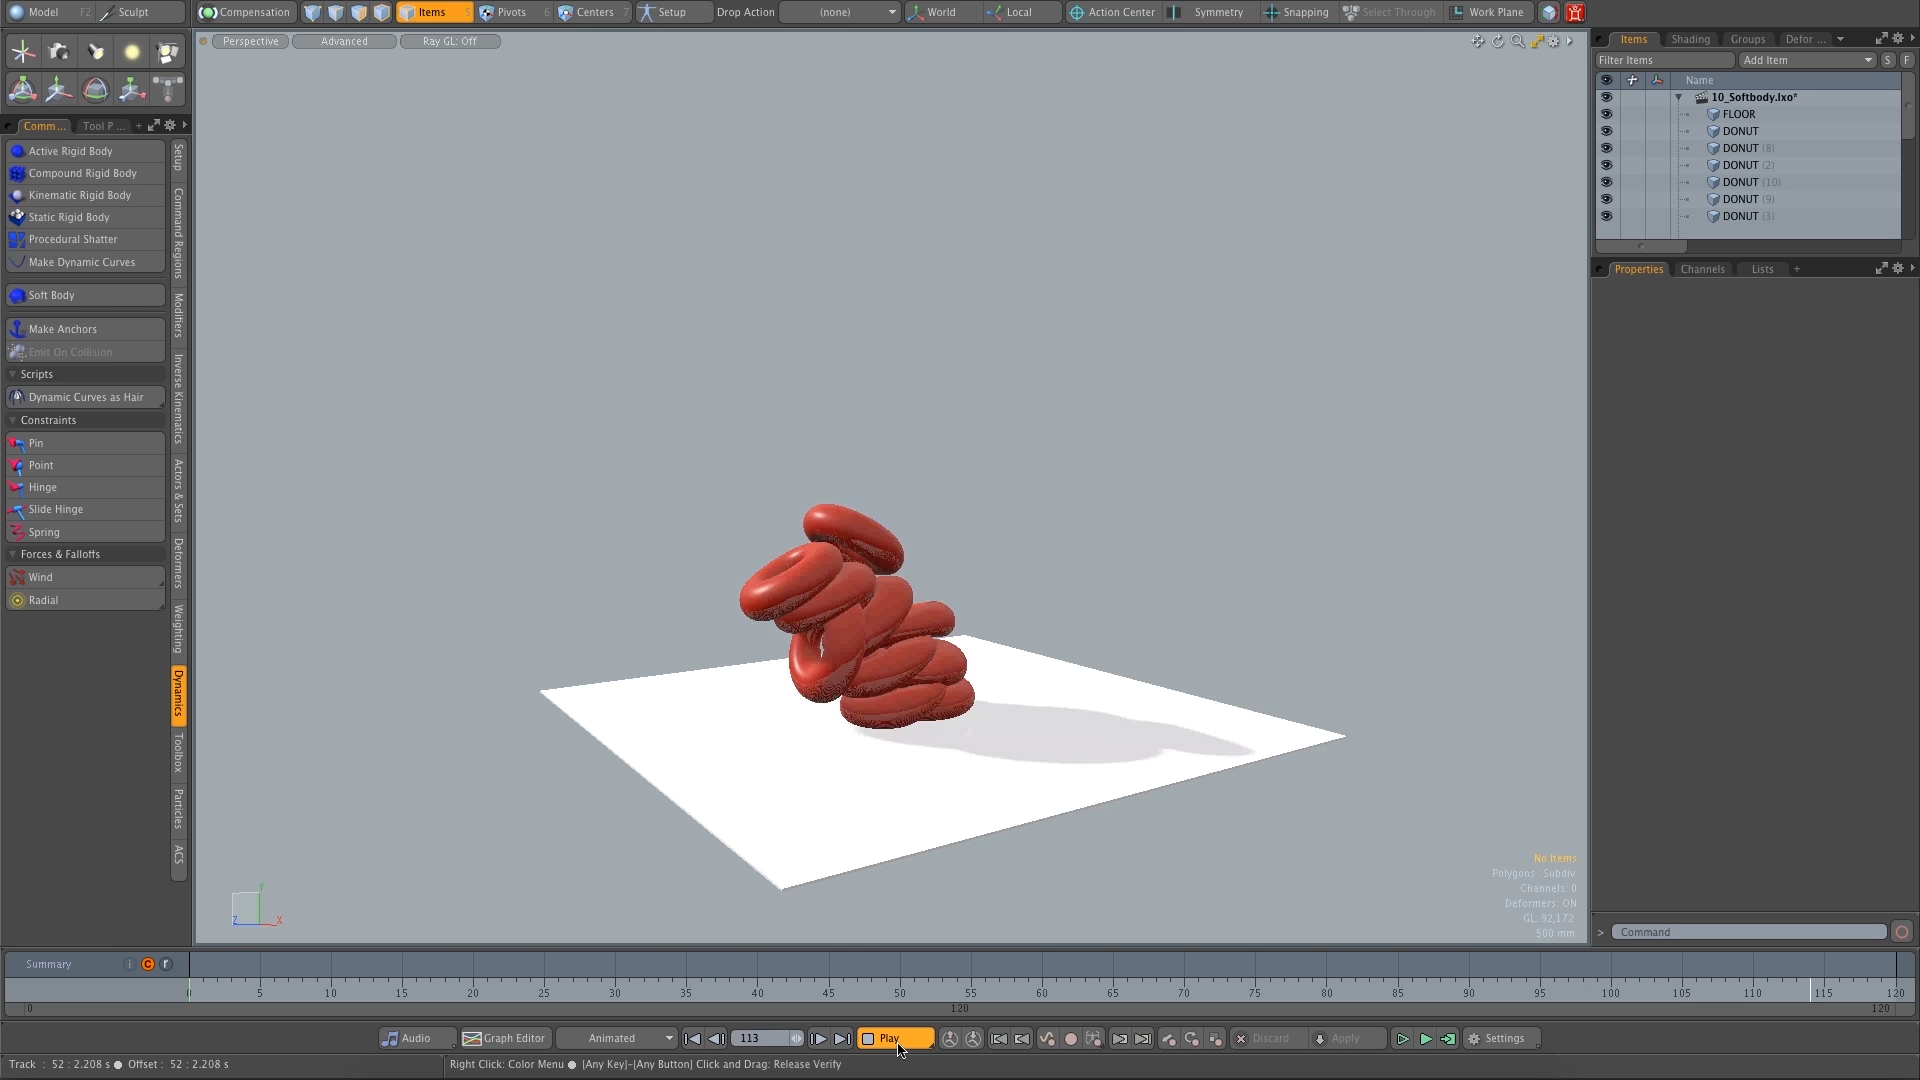 Model F2 Sculpt Compensation Items 5 Pivots 6 Centers 7 Setup Drop Action (none) World Local Action Center Symmetry Snapping Select Through Work Plane
Perspective Advanced Ray GL: Off
Items Shading Groups Defor ...
Filter Items Add Item S F
Name
10_Softbody.lxo*
FLOOR
DONUT
DONUT (8)
DONUT (2)
DONUT (10)
DONUT (9)
DONUT (3)
Properties Channels Lists +
Comm... Tool P ... +
Active Rigid Body
Compound Rigid Body
Kinematic Rigid Body
Static Rigid Body
Procedural Shatter
Make Dynamic Curves
Soft Body
Make Anchors
Emit On Collision
Scripts
Dynamic Curves as Hair
Constraints
Pin
Point
Hinge
Slide Hinge
Spring
Forces & Falloffs
Wind
Radial
Setup
Command Regions
Modifiers
Inverse Kinematics
Actors & Sets
Deformers
Weighting
Dynamics
Toolbox
Particles
ACS
Y
Z X
No Items
Polygons : Subdiv
Channels: 0
Deformers: ON
GL: 92,172
500 mm
> Command
Summary i C r
0 5 10 15 20 25 30 35 40 45 50 55 60 65 70 75 80 85 90 95 100 105 110 115 120
0 120 120
Audio Graph Editor Animated 113 Play Discard Apply Settings
Track : 52 : 2.208 s ● Offset : 52 : 2.208 s
Right Click: Color Menu ● [Any Key]-[Any Button] Click and Drag: Release Verify